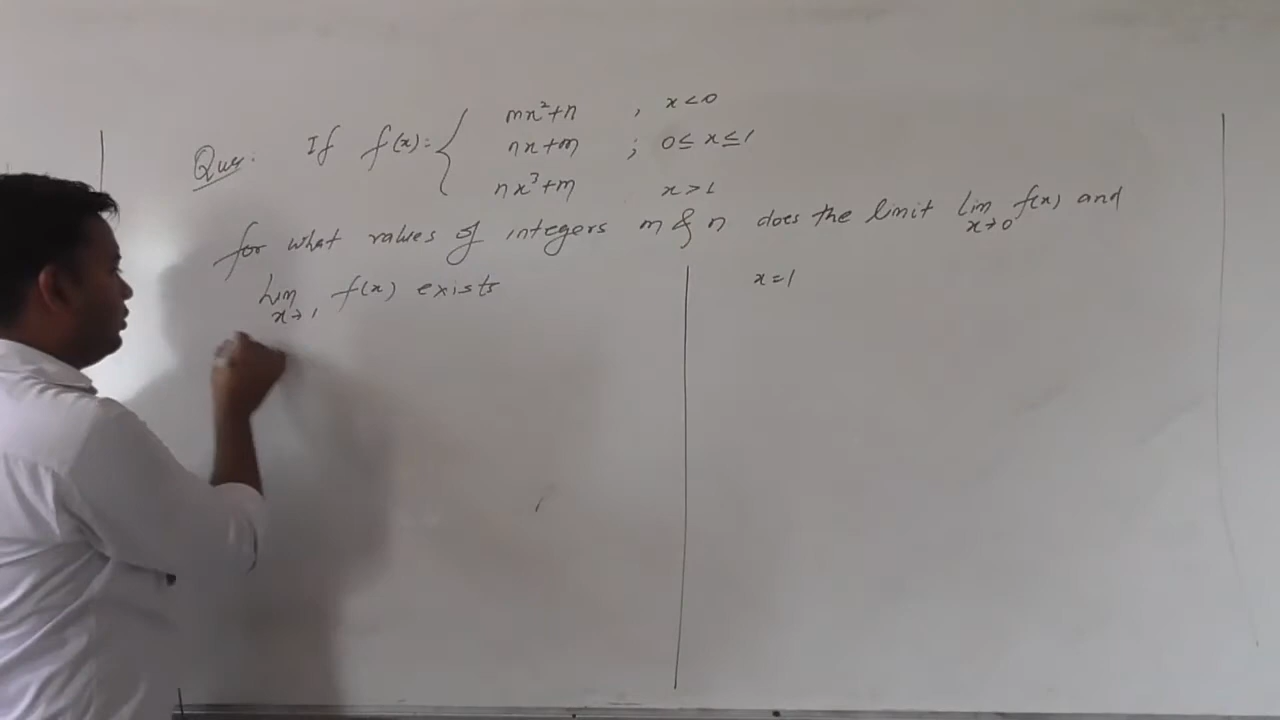 Ques. If f(x) = { mx²+n , x<0
nx+m ; 0≤x≤1
nx³+m x>1
for what values of integers m & n does the limit lim x→0 f(x) and
lim x→1 f(x) exists
x=1